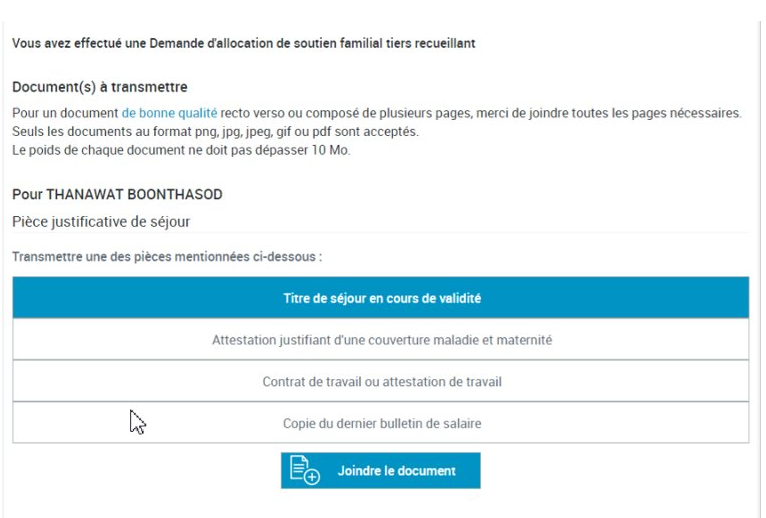 Vous avez effectué une Demande d'allocation de soutien familial tiers recueillant
Document(s) à transmettre
Pour un document de bonne qualité recto verso ou composé de plusieurs pages, merci de joindre toutes les pages nécessaires.
Seuls les documents au format png, jpg, jpeg, gif ou pdf sont acceptés.
Le poids de chaque document ne doit pas dépasser 10 Mo.
Pour THANAWAT BOONTHASOD
Pièce justificative de séjour
Transmettre une des pièces mentionnées ci-dessous :
Titre de séjour en cours de validité
Attestation justifiant d'une couverture maladie et maternité
Contrat de travail ou attestation de travail
Copie du dernier bulletin de salaire
Joindre le document